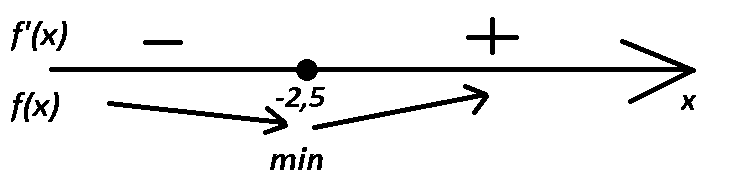 f'(x) − +
-2,5
f(x) x
min